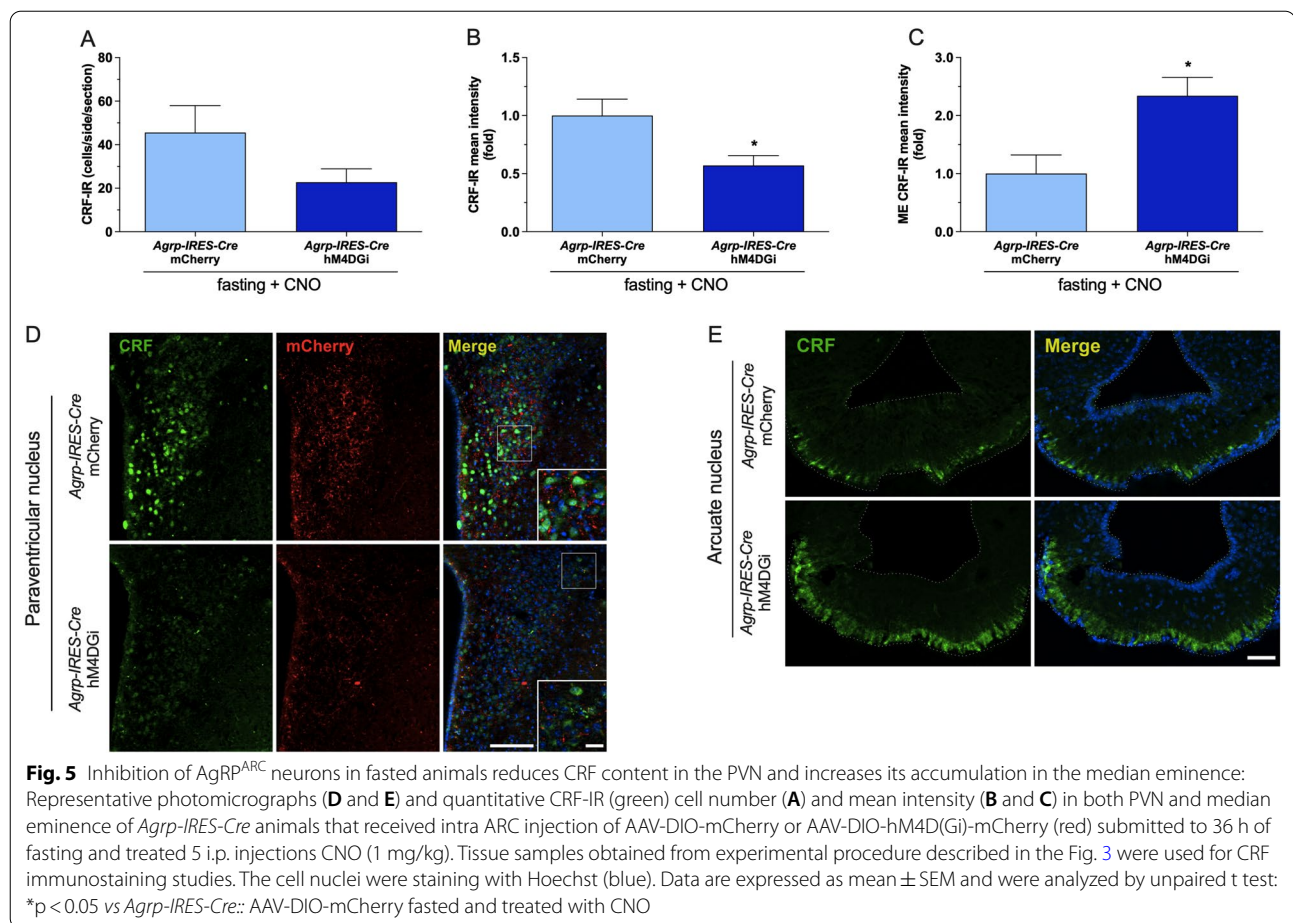 A
CRF-IR (cells/side/section)
80
60
40
20
0
Agrp-IRES-Cre
mCherry
Agrp-IRES-Cre
hM4DGi
fasting + CNO
B
CRF-IR mean intensity
(fold)
1.5
1.0
0.5
0.0
*
Agrp-IRES-Cre
mCherry
Agrp-IRES-Cre
hM4DGi
fasting + CNO
C
ME CRF-IR mean intensity
(fold)
3.0
2.0
1.0
0.0
*
Agrp-IRES-Cre
mCherry
Agrp-IRES-Cre
hM4DGi
fasting + CNO
D
CRF
mCherry
Merge
Paraventricular nucleus
Agrp-IRES-Cre
mCherry
Agrp-IRES-Cre
hM4DGi
E
CRF
Merge
Arcuate nucleus
Agrp-IRES-Cre
mCherry
Agrp-IRES-Cre
hM4DGi
Fig. 5 Inhibition of AgRP^ARC neurons in fasted animals reduces CRF content in the PVN and increases its accumulation in the median eminence:
Representative photomicrographs (D and E) and quantitative CRF-IR (green) cell number (A) and mean intensity (B and C) in both PVN and median
eminence of Agrp-IRES-Cre animals that received intra ARC injection of AAV-DIO-mCherry or AAV-DIO-hM4D(Gi)-mCherry (red) submitted to 36 h of
fasting and treated 5 i.p. injections CNO (1 mg/kg). Tissue samples obtained from experimental procedure described in the Fig. 3 were used for CRF
immunostaining studies. The cell nuclei were staining with Hoechst (blue). Data are expressed as mean ± SEM and were analyzed by unpaired t test:
*p < 0.05 vs Agrp-IRES-Cre:: AAV-DIO-mCherry fasted and treated with CNO